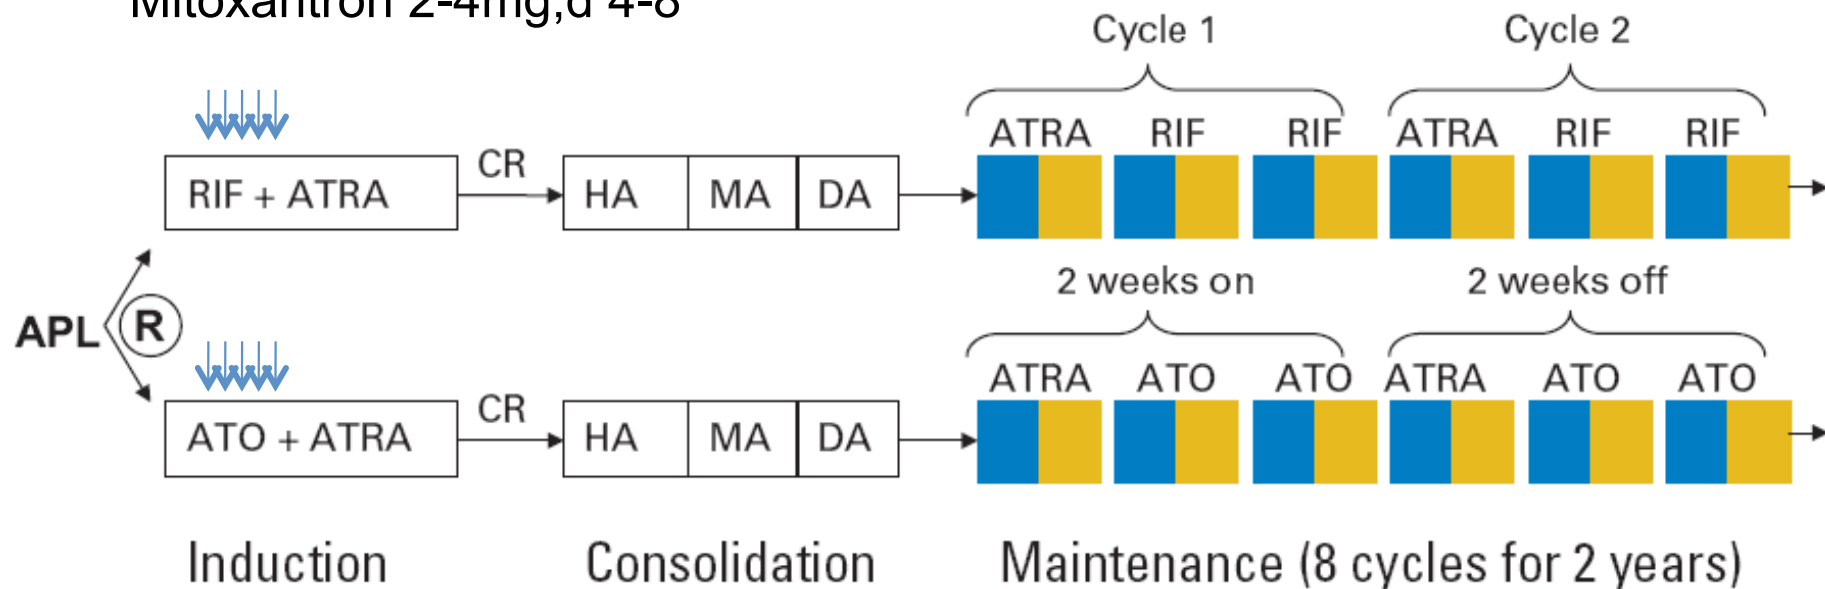 Mitoxantron 2-4mg,d 4-8
Cycle 1 Cycle 2
ATRA RIF RIF ATRA RIF RIF
RIF + ATRA CR HA MA DA
2 weeks on 2 weeks off
APL R
ATRA ATO ATO ATRA ATO ATO
ATO + ATRA CR HA MA DA
Induction Consolidation Maintenance (8 cycles for 2 years)